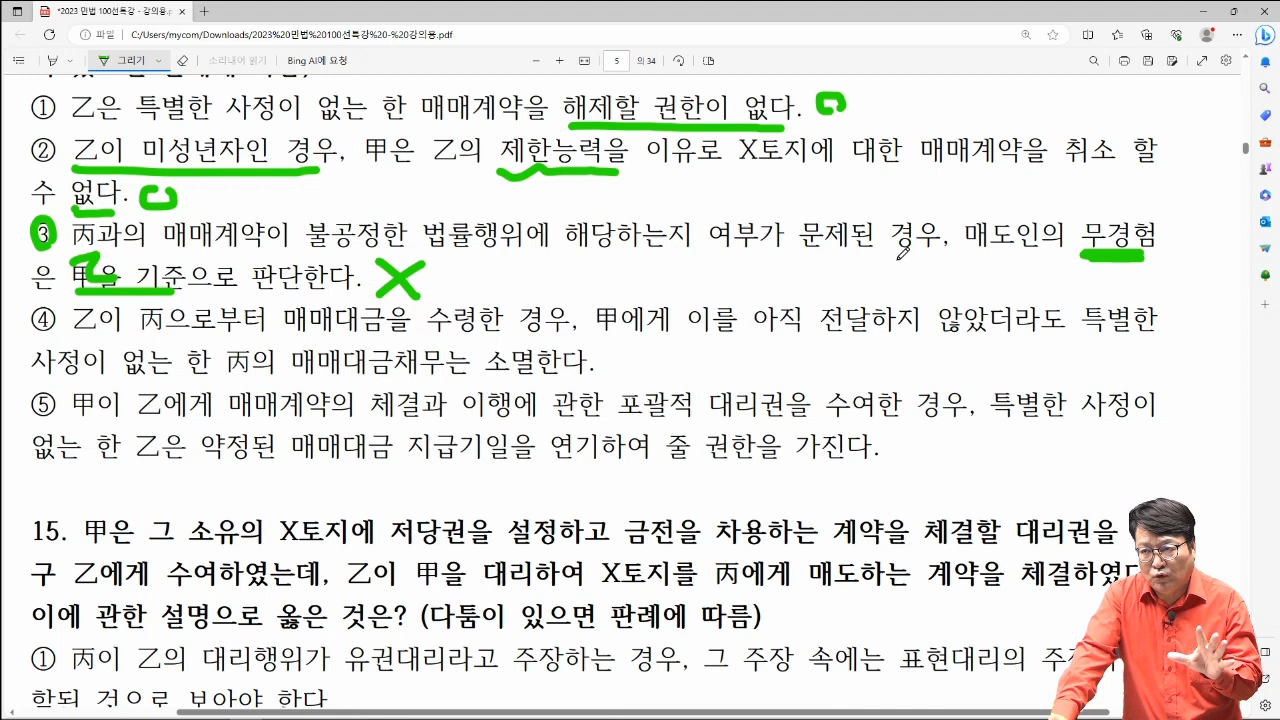 *2023 민법 100선특강 - 강의용.p
파일 C:/Users/mycom/Downloads/2023%20민법%20100선특강%20-%20강의용.pdf
그리기 소리내어 읽기 Bing AI에 요청 5 의 34
① 乙은 특별한 사정이 없는 한 매매계약을 해제할 권한이 없다.
② 乙이 미성년자인 경우, 甲은 乙의 제한능력을 이유로 X토지에 대한 매매계약을 취소 할
수 없다.
3 丙과의 매매계약이 불공정한 법률행위에 해당하는지 여부가 문제된 경우, 매도인의 무경험
은 甲을 기준으로 판단한다.
④ 乙이 丙으로부터 매매대금을 수령한 경우, 甲에게 이를 아직 전달하지 않았더라도 특별한
사정이 없는 한 丙의 매매대금채무는 소멸한다.
⑤ 甲이 乙에게 매매계약의 체결과 이행에 관한 포괄적 대리권을 수여한 경우, 특별한 사정이
없는 한 乙은 약정된 매매대금 지급기일을 연기하여 줄 권한을 가진다.
15. 甲은 그 소유의 X토지에 저당권을 설정하고 금전을 차용하는 계약을 체결할 대리권을
구 乙에게 수여하였는데, 乙이 甲을 대리하여 X토지를 丙에게 매도하는 계약을 체결하였다
이에 관한 설명으로 옳은 것은? (다툼이 있으면 판례에 따름)
① 丙이 乙의 대리행위가 유권대리라고 주장하는 경우, 그 주장 속에는 표현대리의
함된 것으로 보아야 한다